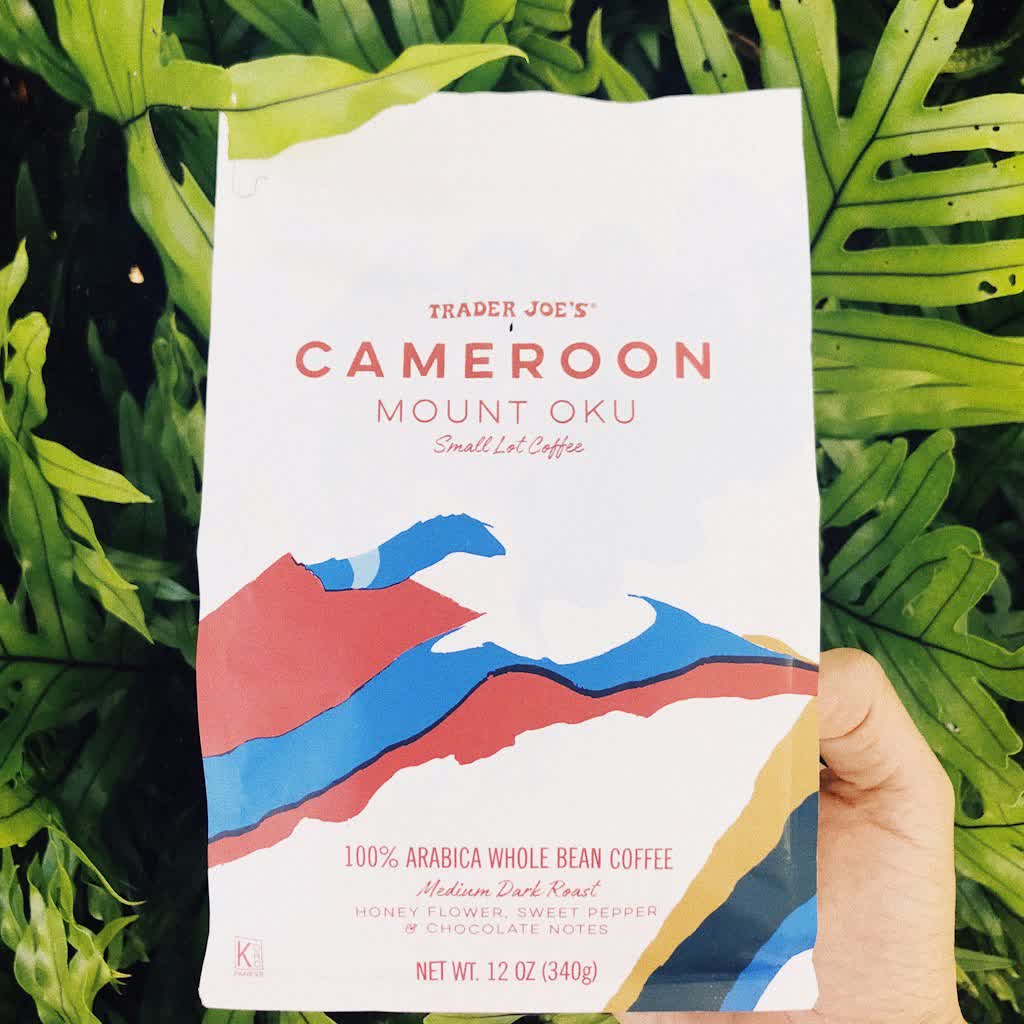 TRADER JOE'S®
CAMEROON
MOUNT OKU
Small Lot Coffee
100% ARABICA WHOLE BEAN COFFEE
Medium Dark Roast
HONEY FLOWER, SWEET PEPPER
& CHOCOLATE NOTES
NET WT. 12 OZ (340g)
K
PAREVE